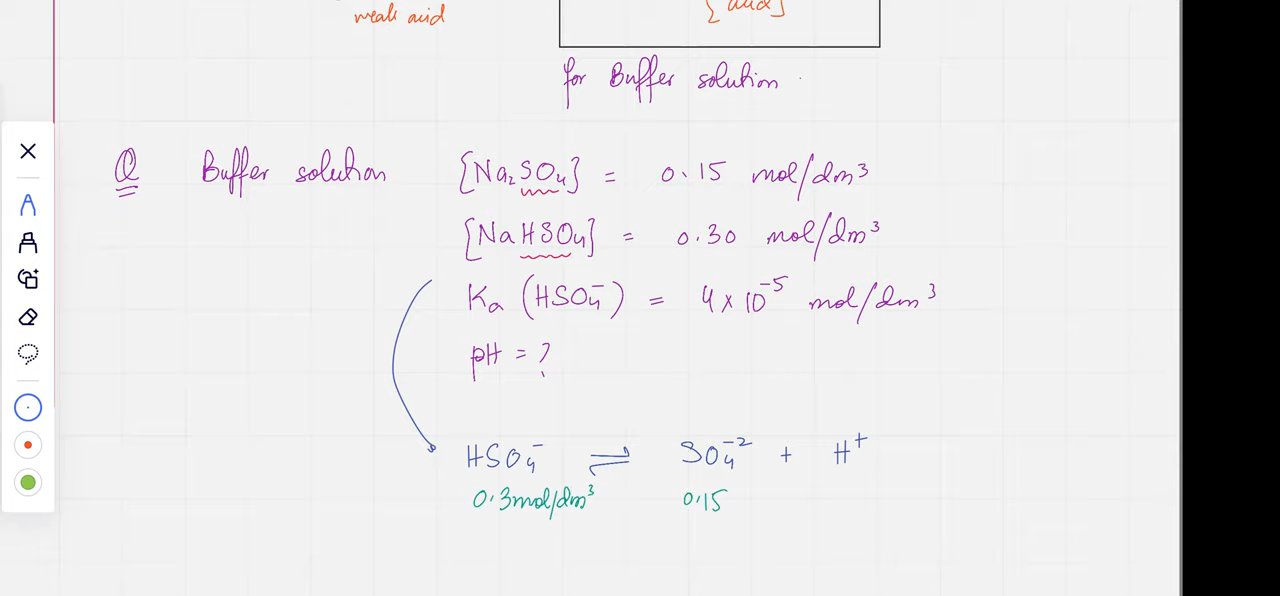 weak acid
[acid]
for Buffer solution.
Q Buffer solution [Na₂SO₄] = 0.15 mol/dm³
[NaHSO₄] = 0.30 mol/dm³
Ka (HSO₄⁻) = 4 × 10⁻⁵ mol/dm³
pH = ?
HSO₄⁻ ⇌ SO₄⁻² + H⁺
0.3mol/dm³ 0.15